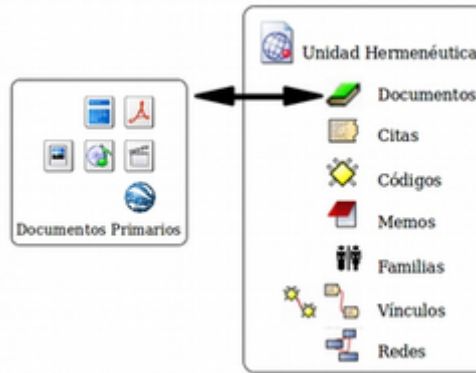 Documentos Primarios
Unidad Hermenéutica
Documentos
Citas
Códigos
Memos
Familias
Vínculos
Redes